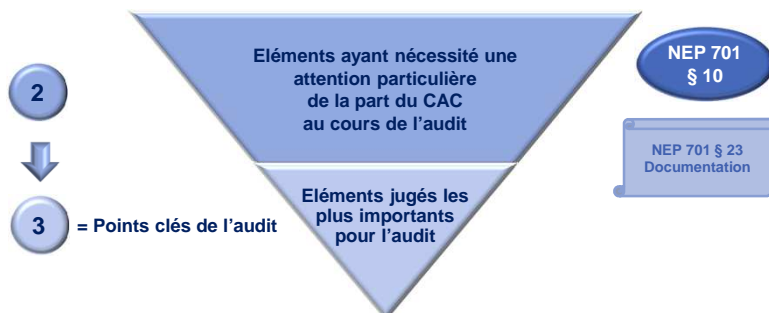 Eléments ayant nécessité une
attention particulière
de la part du CAC
au cours de l'audit
NEP 701
§ 10
2
NEP 701 § 23
Documentation
Eléments jugés les
plus importants
pour l'audit
3
= Points clés de l'audit